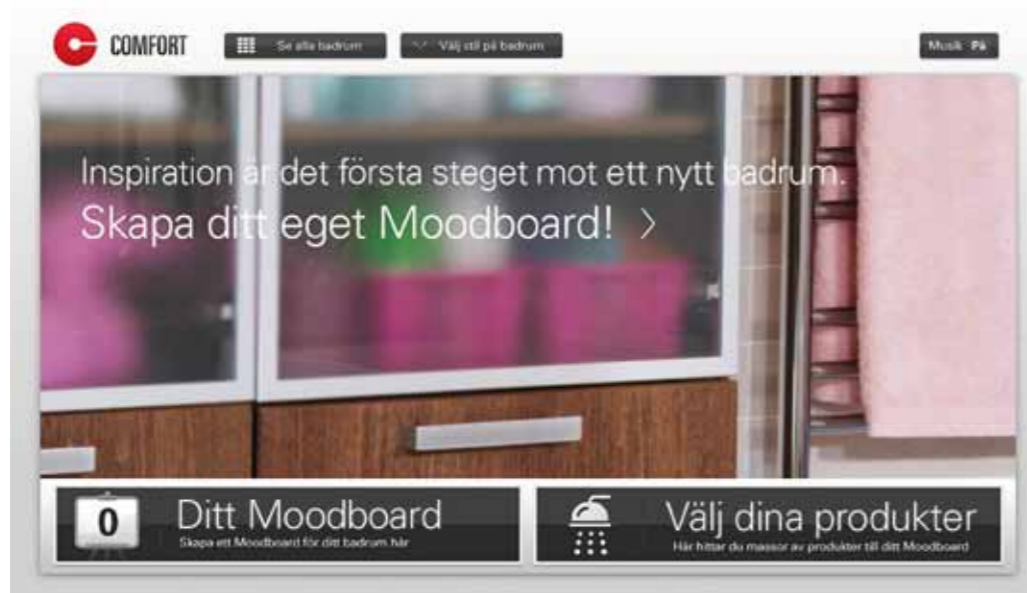 COMFORT
Se alla badrum
Välj stil på badrum
Musik På
Inspiration är det första steget mot ett nytt badrum.
Skapa ditt eget Moodboard!
0
Ditt Moodboard
Skapa ett Moodboard för ditt badrum här
Välj dina produkter
Här hittar du massor av produkter till ditt Moodboard